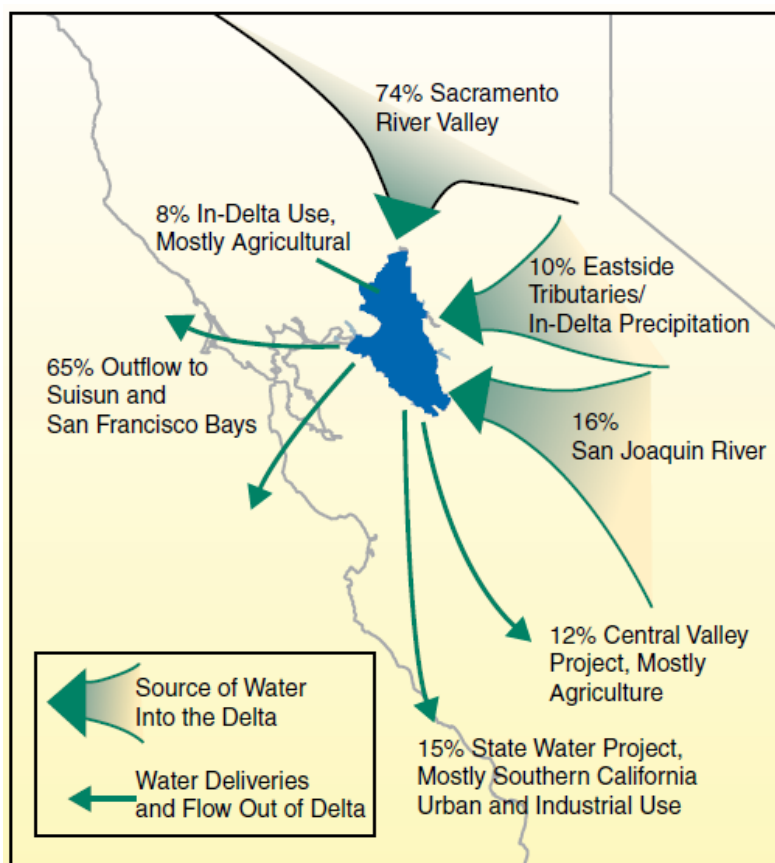 74% Sacramento
River Valley
8% In-Delta Use,
Mostly Agricultural
10% Eastside
Tributaries/
In-Delta Precipitation
65% Outflow to
Suisun and
San Francisco Bays
16%
San Joaquin River
12% Central Valley
Project, Mostly
Agriculture
15% State Water Project,
Mostly Southern California
Urban and Industrial Use
Source of Water
Into the Delta
Water Deliveries
and Flow Out of Delta